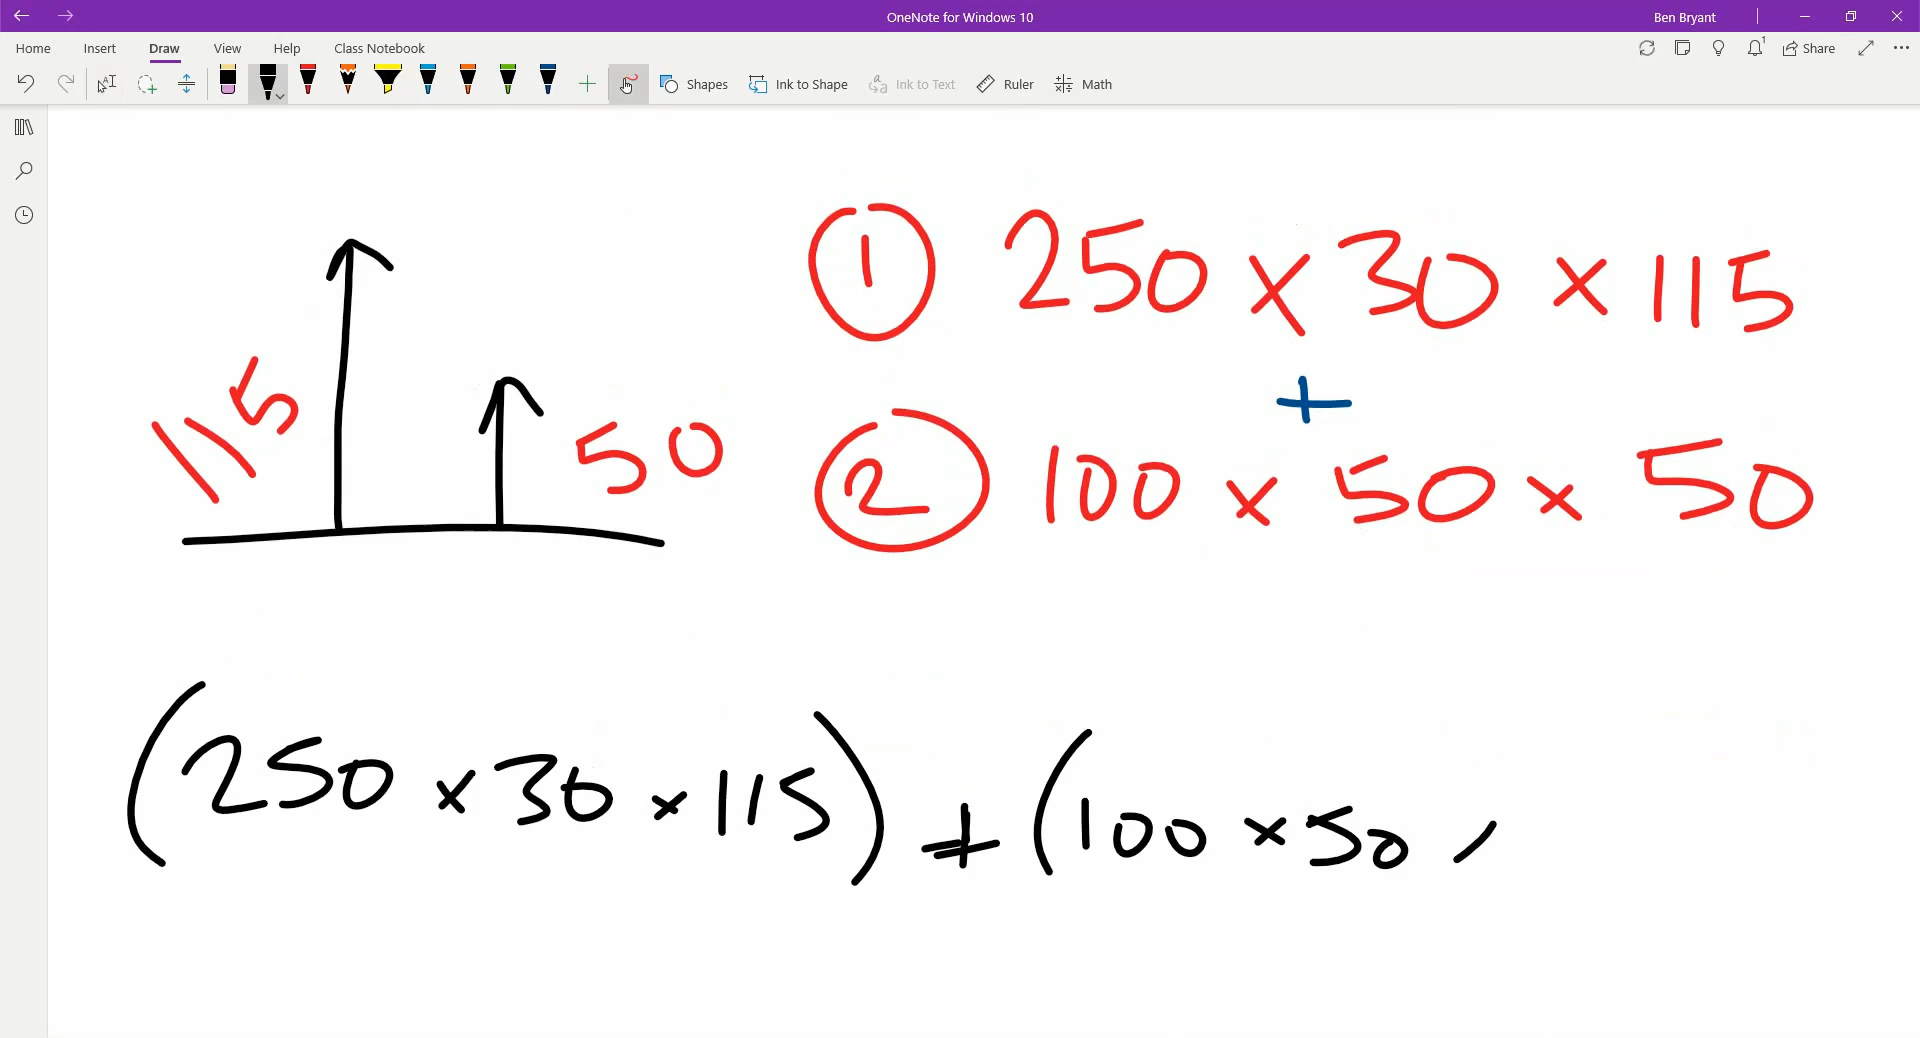 OneNote for Windows 10
Ben Bryant
Home Insert Draw View Help Class Notebook
Share
Shapes Ink to Shape Ink to Text Ruler Math
① 250 × 30 × 115
+
② 100 × 50 × 50
115
50
(250 × 30 × 115) + (100 × 50